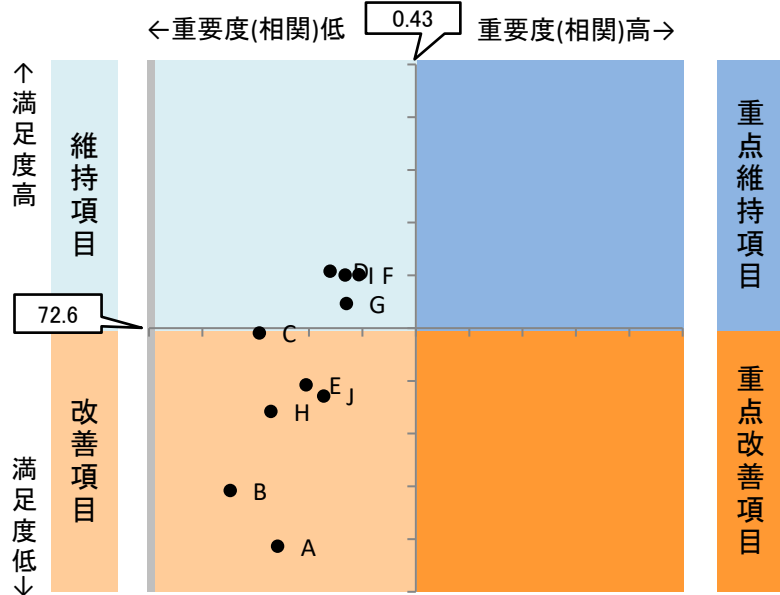 ←重要度(相関)低
0.43
重要度(相関)高→
↑満足度高
維持項目
重点維持項目
D
I
F
G
72.6
C
E
J
H
B
A
改善項目
重点改善項目
満足度低↓